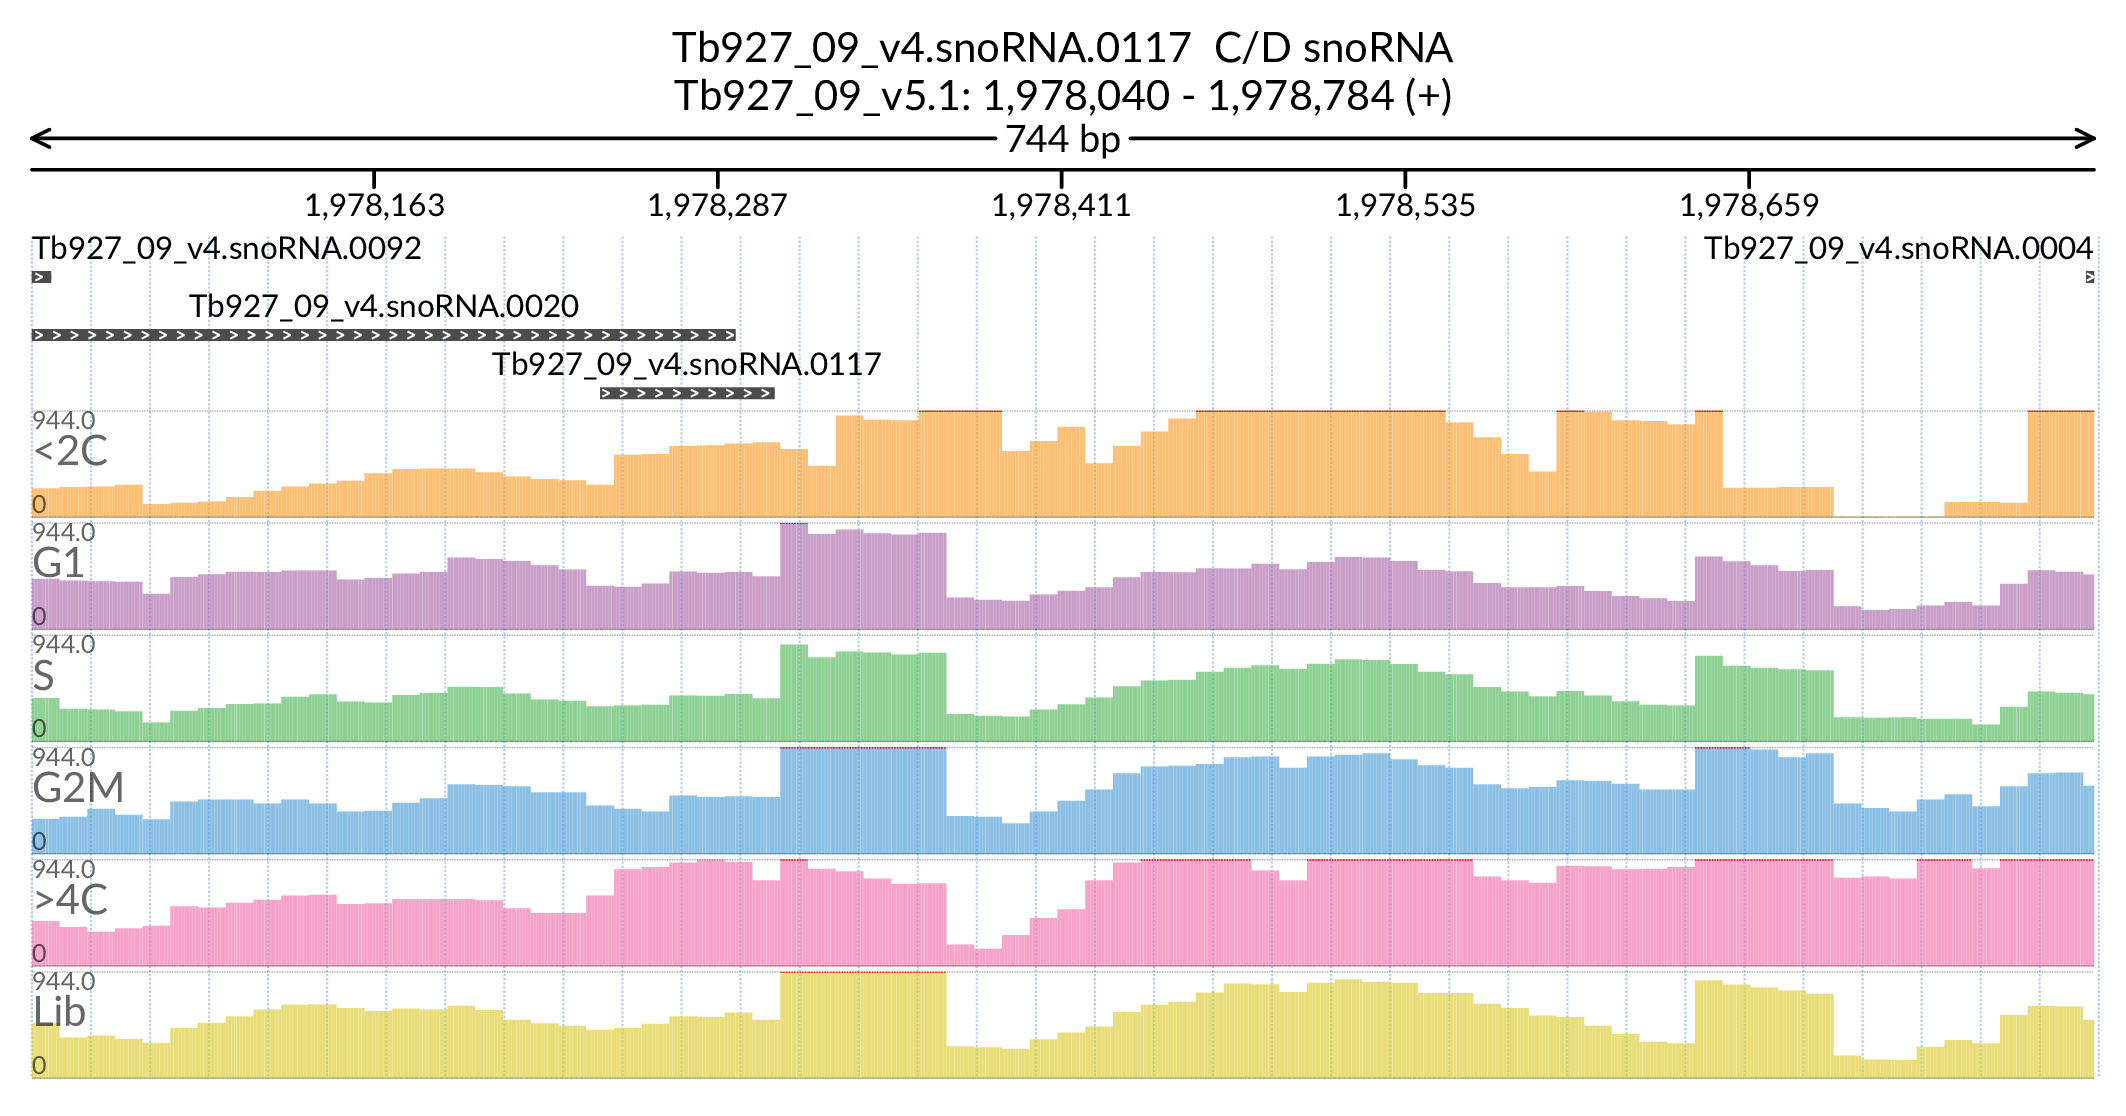 Tb927_09_v4.snoRNA.0117  C/D snoRNA
Tb927_09_v5.1: 1,978,040 - 1,978,784 (+)
744 bp
1,978,163 1,978,287 1,978,411 1,978,535 1,978,659
Tb927_09_v4.snoRNA.0092 Tb927_09_v4.snoRNA.0004
Tb927_09_v4.snoRNA.0020
Tb927_09_v4.snoRNA.0117
944.0
<2C
0
944.0
G1
0
944.0
S
0
944.0
G2M
0
944.0
>4C
0
944.0
Lib
0